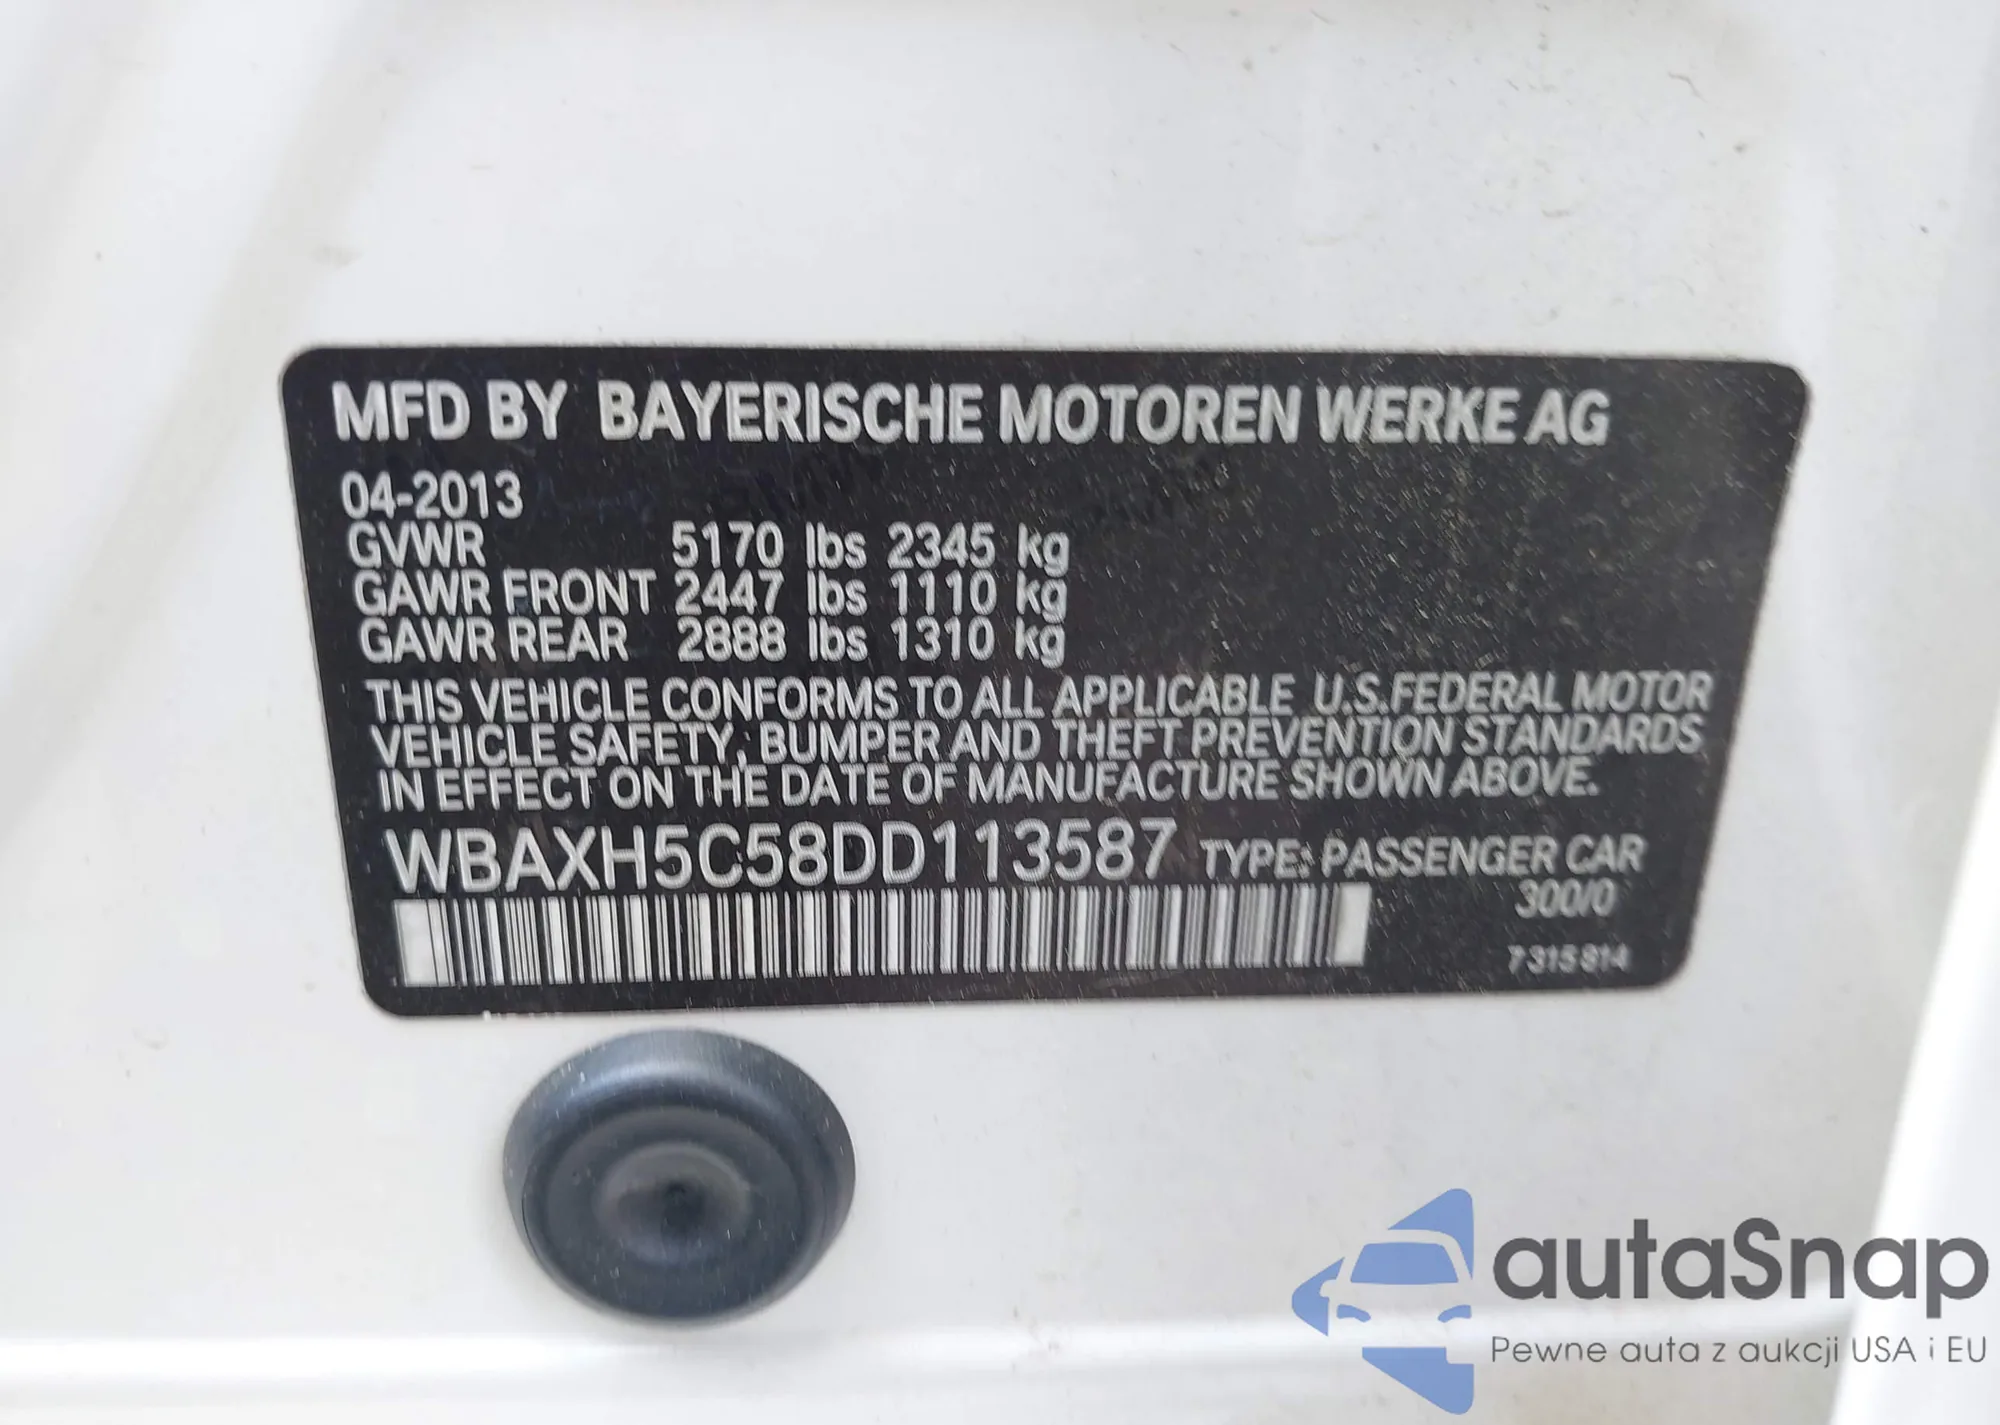 MFD BY BAYERISCHE MOTOREN WERKE AG
04-2013
GVWR 5170 lbs 2345 kg
GAWR FRONT 2447 lbs 1110 kg
GAWR REAR 2888 lbs 1310 kg
THIS VEHICLE CONFORMS TO ALL APPLICABLE U.S.FEDERAL MOTOR
VEHICLE SAFETY, BUMPER AND THEFT PREVENTION STANDARDS
IN EFFECT ON THE DATE OF MANUFACTURE SHOWN ABOVE.
WBAXH5C58DD113587 TYPE: PASSENGER CAR
300/0
7315814
autaSnap
Pewne auta z aukcji USA i EU